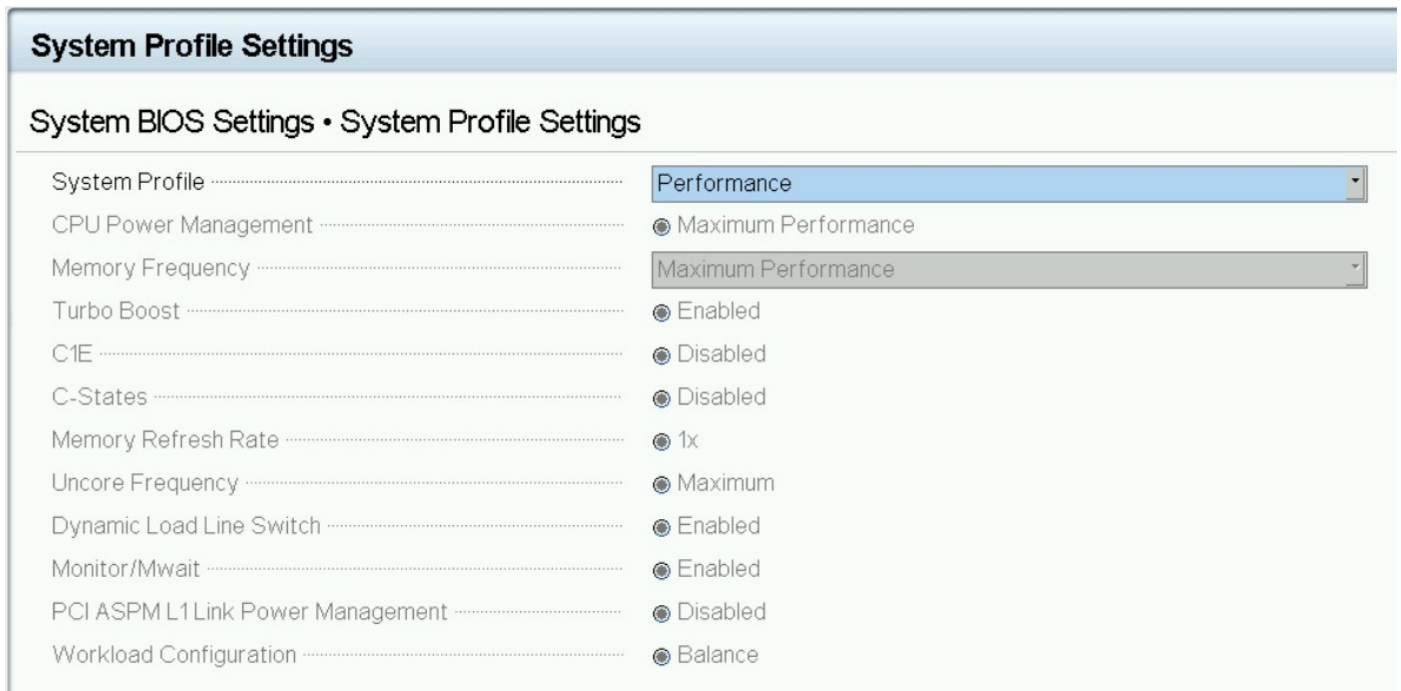 System Profile Settings
System BIOS Settings • System Profile Settings
System Profile Performance
CPU Power Management Maximum Performance
Memory Frequency Maximum Performance
Turbo Boost Enabled
C1E Disabled
C-States Disabled
Memory Refresh Rate 1x
Uncore Frequency Maximum
Dynamic Load Line Switch Enabled
Monitor/Mwait Enabled
PCI ASPM L1 Link Power Management Disabled
Workload Configuration Balance